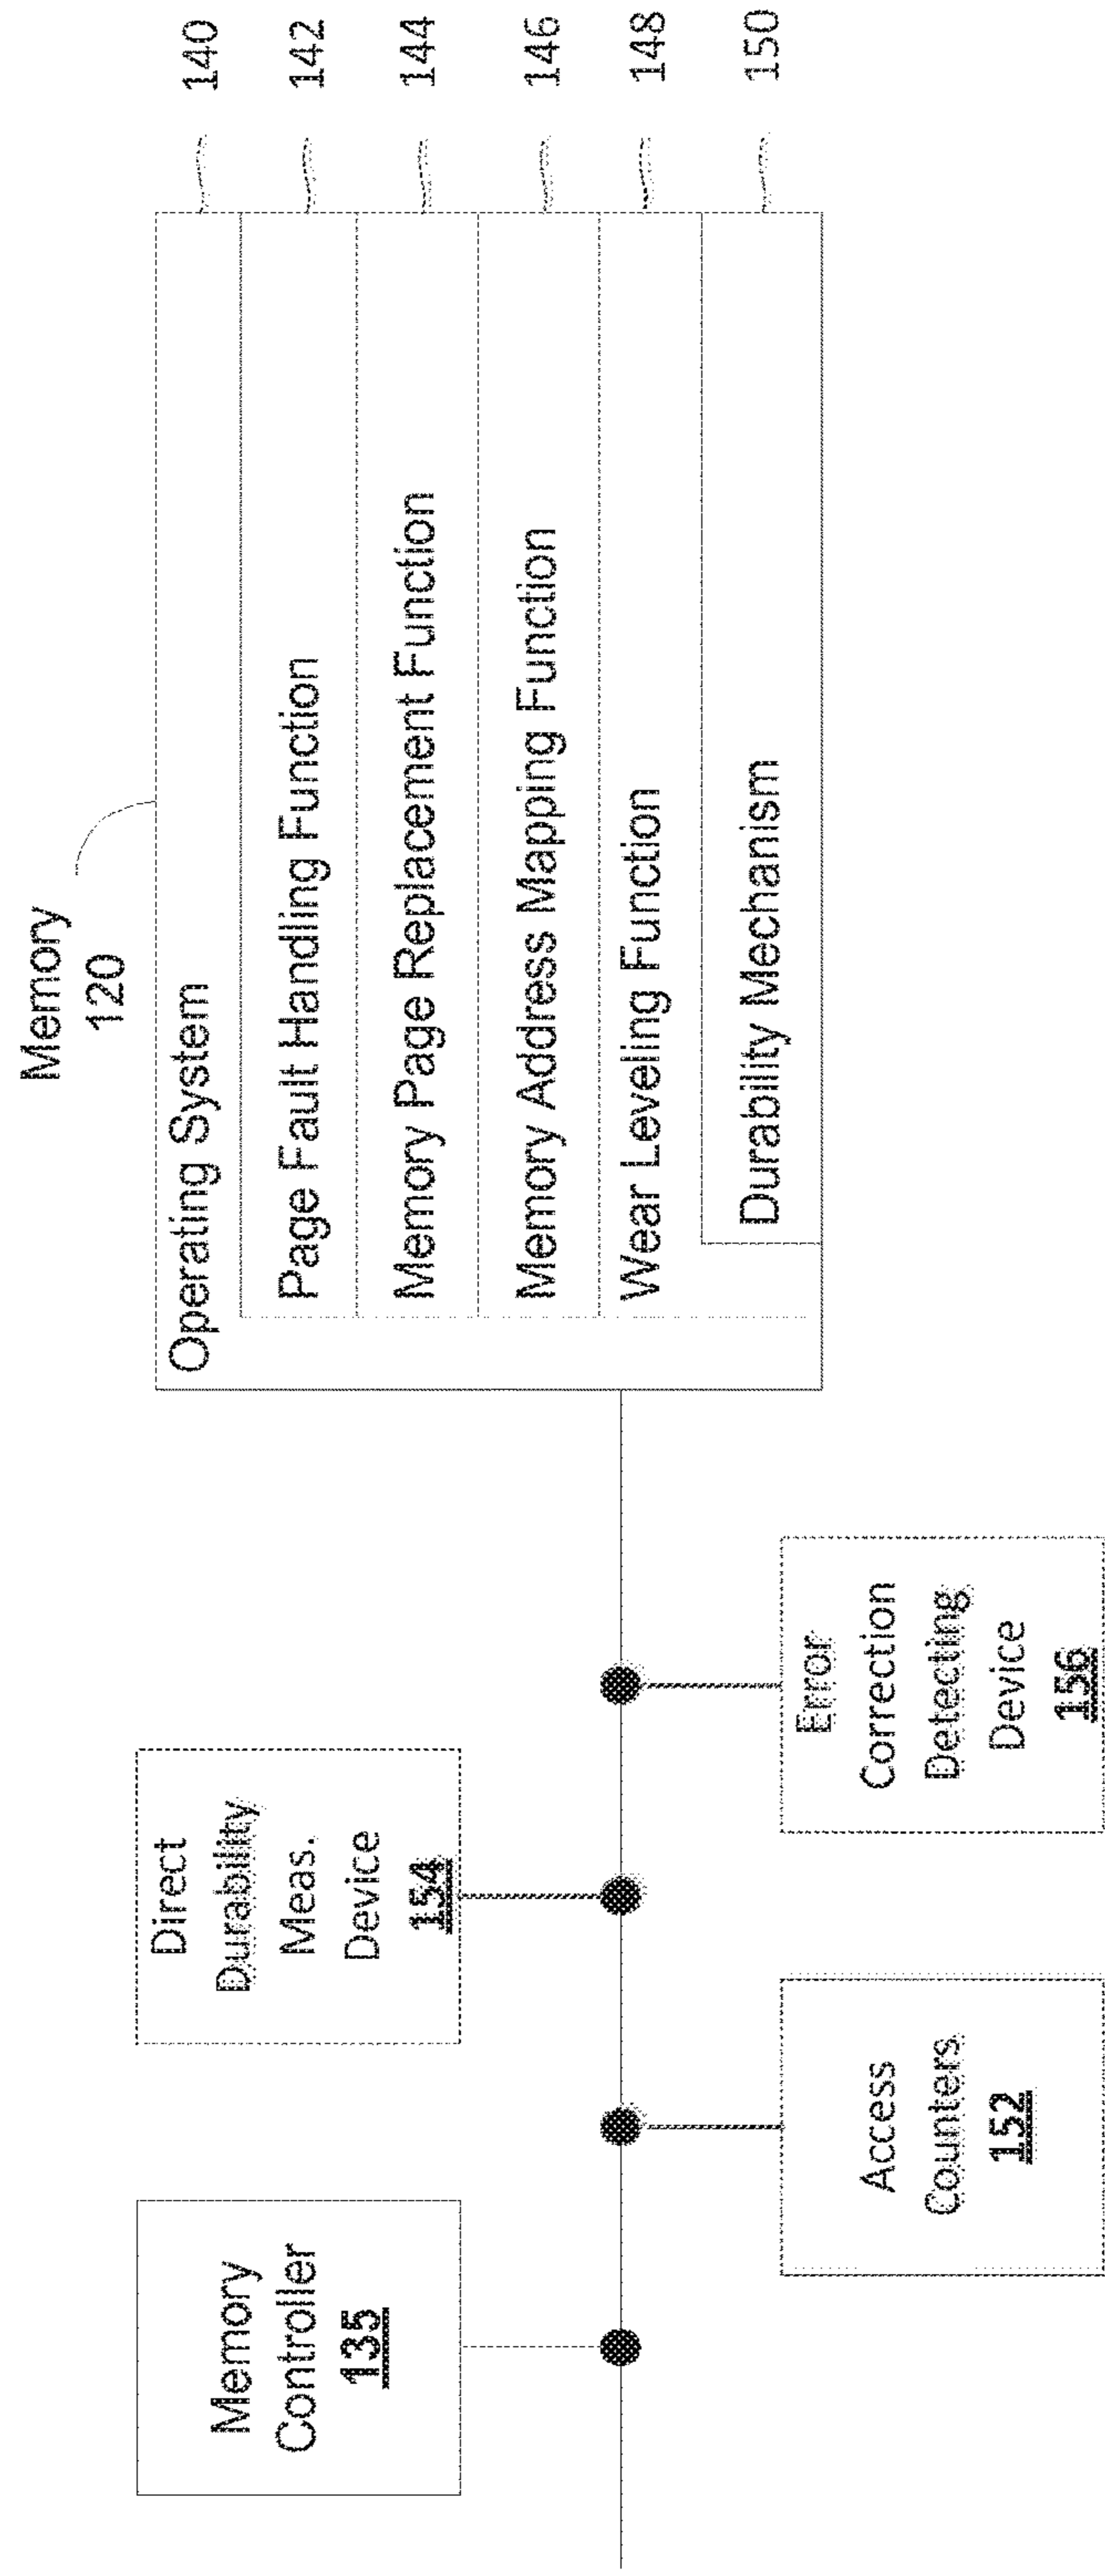 Memory
120
Operating System
140
Page Fault Handling Function
142
Memory Page Replacement Function
144
Memory Address Mapping Function
146
Wear Leveling Function
148
Durability Mechanism
150
Memory
Controller
135
Direct
Durability
Meas.
Device
154
Access
Counters
152
Error
Correction
Detecting
Device
156